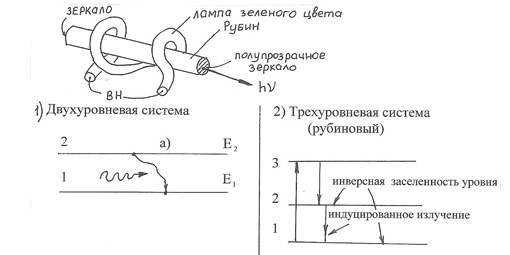 зеркало
лампа зеленого цвета
Рубин
полупрозрачное
зеркало
hν
ВН
1) Двухуровневая система
2 а) E2
1 E1
2) Трехуровневая система
(рубиновый)
3
инверсная заселенность уровня
2
индуцированное излучение
1